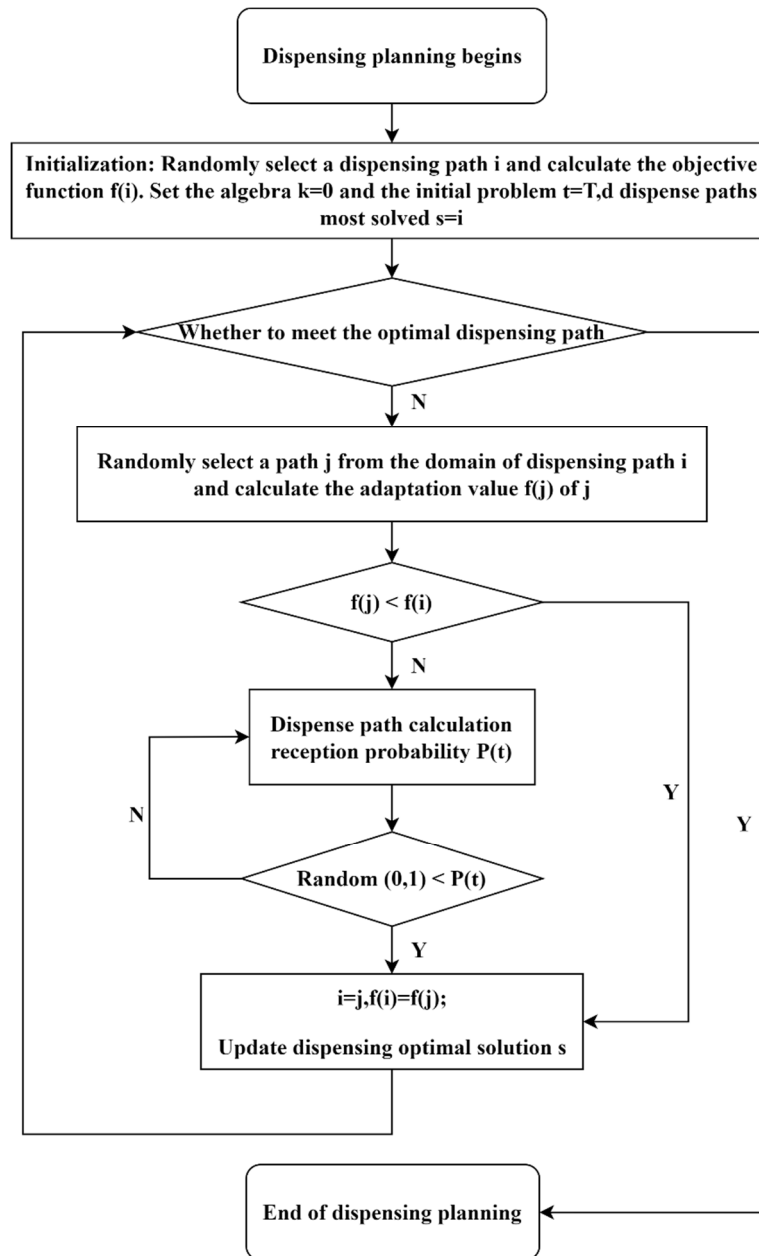 Dispensing planning begins
Initialization: Randomly select a dispensing path i and calculate the objective
function f(i). Set the algebra k=0 and the initial problem t=T,d dispense paths
most solved s=i
Whether to meet the optimal dispensing path
N
Randomly select a path j from the domain of dispensing path i
and calculate the adaptation value f(j) of j
f(j) < f(i)
N
Dispense path calculation
reception probability P(t)
N
Y
Y
Random (0,1) < P(t)
Y
i=j,f(i)=f(j);
Update dispensing optimal solution s
End of dispensing planning